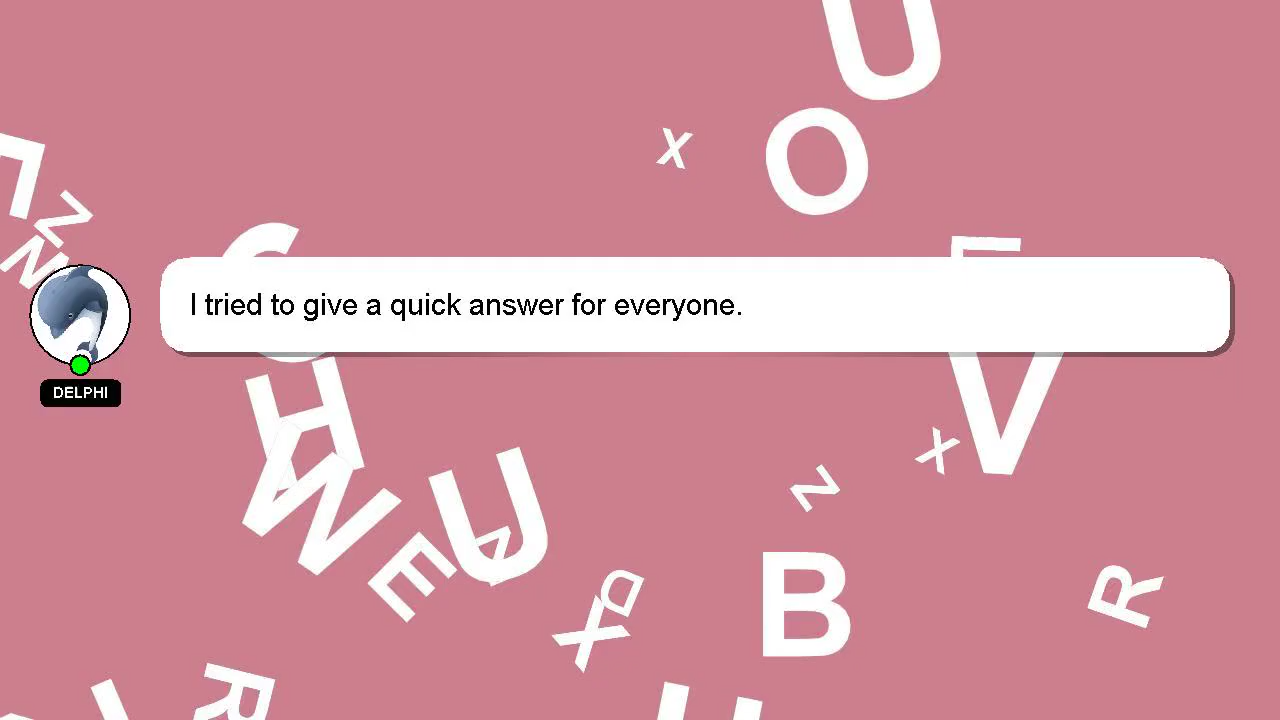 I tried to give a quick answer for everyone.
DELPHI
U
O
X
Z
N
V
X
H
W
E
U
Z
N
D
X
B
R
R